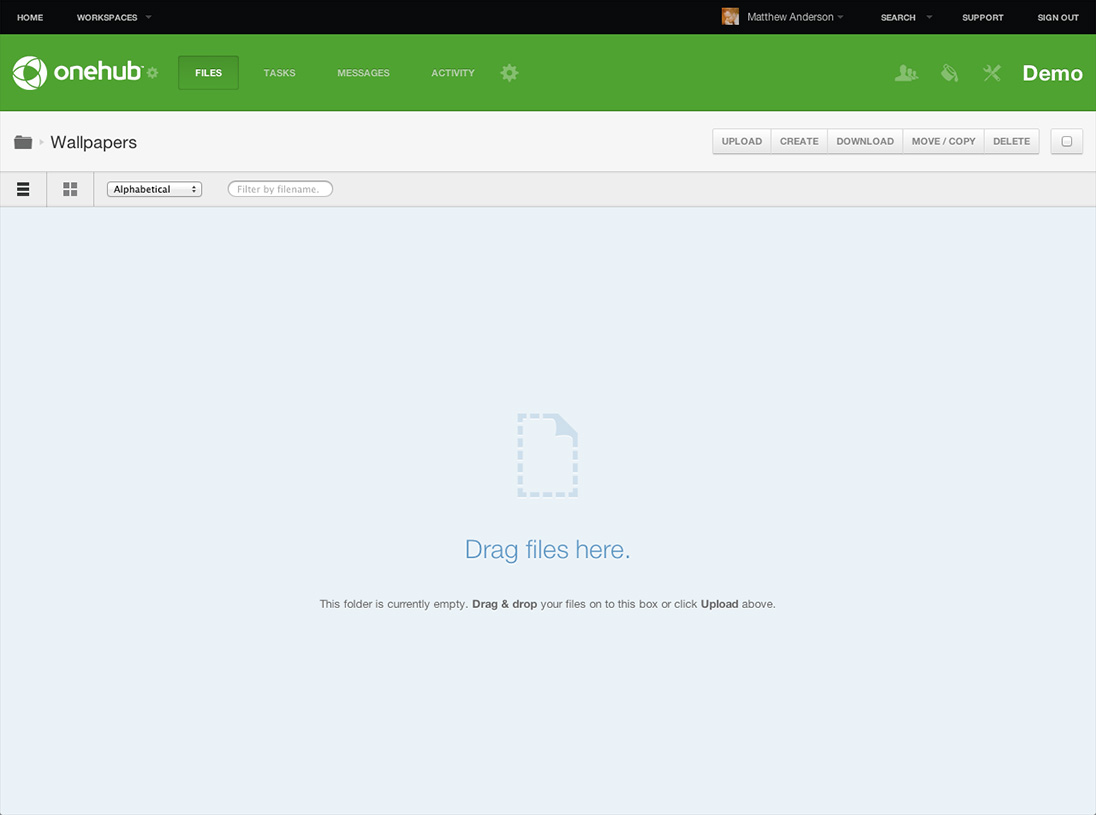 HOME WORKSPACES Matthew Anderson SEARCH SUPPORT SIGN OUT
onehub FILES TASKS MESSAGES ACTIVITY Demo
Wallpapers UPLOAD CREATE DOWNLOAD MOVE / COPY DELETE
Alphabetical Filter by filename.
Drag files here.
This folder is currently empty. Drag & drop your files on to this box or click Upload above.